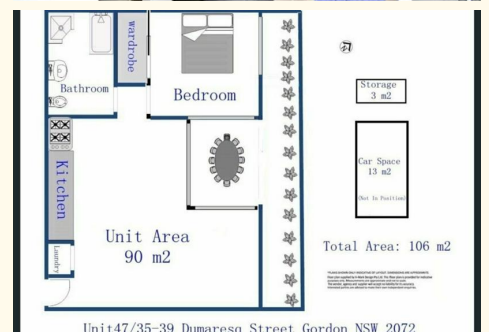 wardrobe
Bathroom
Bedroom
Kitchen
Laundry
Unit Area
90 m2
Storage
3 m2
Car Space
13 m2
(Not In Position)
Total Area: 106 m2
Unit47/35-39 Dumaresq Street Gordon NSW 2072